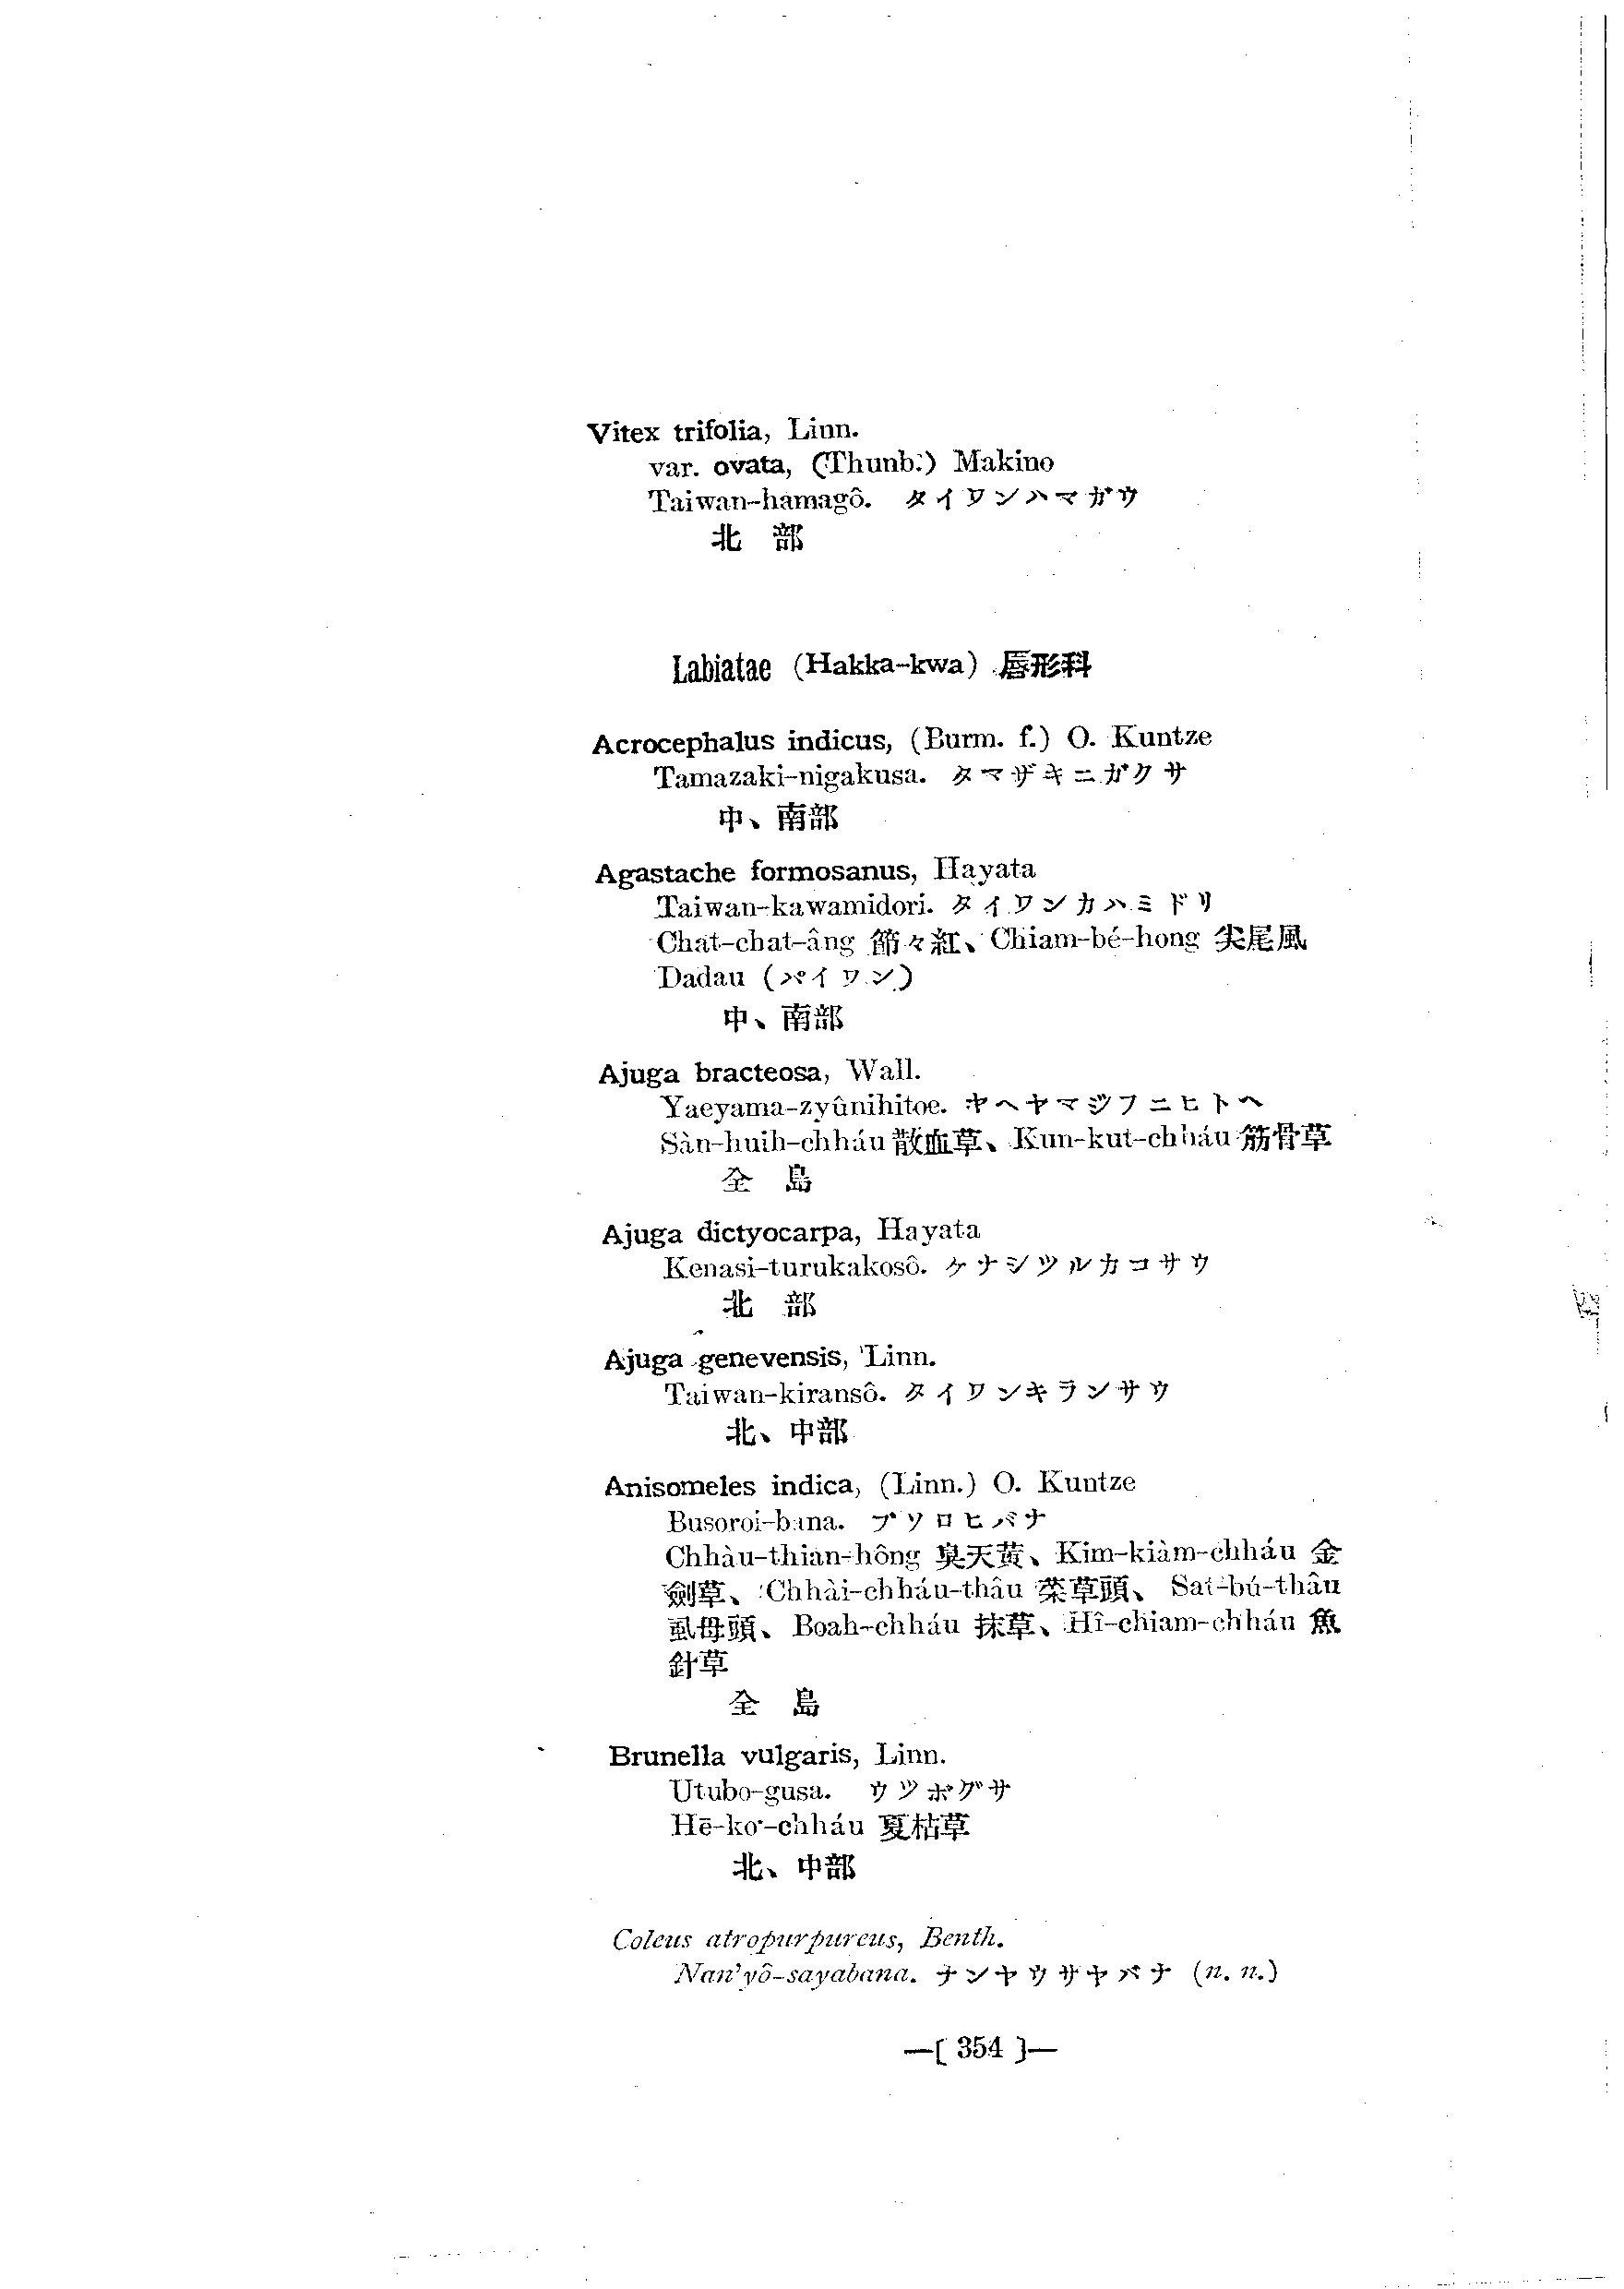 Vitex trifolia, Linn.
var. ovata, (Thunb.) Makino
Taiwan-hamagô. タイワンハマガウ
北 部
Labiatae (Hakka-kwa) 唇形科
Acrocephalus indicus, (Burm. f.) O. Kuntze
Tamazaki-nigakusa. タマザキニガクサ
中、南部
Agastache formosanus, Hayata
Taiwan-kawamidori. タイワンカハミドリ
Chat-chat-âng 節々紅、Chiam-bé-hong 尖尾風
Dadau (パイワン)
中、南部
Ajuga bracteosa, Wall.
Yaeyama-zyûnihitoe. ヤヘヤマジフニヒトヘ
Sàn-huih-chháu 散血草、Kun-kut-chháu 筋骨草
全 島
Ajuga dictyocarpa, Hayata
Kenasi-turukakosô. ケナシツルカコサウ
北 部
Ajuga genevensis, Linn.
Taiwan-kiransô. タイワンキランサウ
北、中部
Anisomeles indica, (Linn.) O. Kuntze
Busoroi-bana. ブソロヒバナ
Chhàu-thian-hông 臭天黄、Kim-kiàm-chháu 金
劍草、Chhài-chháu-thâu 菜草頭、Sat-bú-thâu
虱母頭、Boah-chháu 抹草、Hî-chiam-chháu 魚
針草
全 島
Brunella vulgaris, Linn.
Utubo-gusa. ウツボグサ
Hē-ko-chháu 夏枯草
北、中部
Coleus atropurpureus, Benth.
Nan'yô-sayabana. ナンヤウサヤバナ (n. n.)
—[ 354 ]—